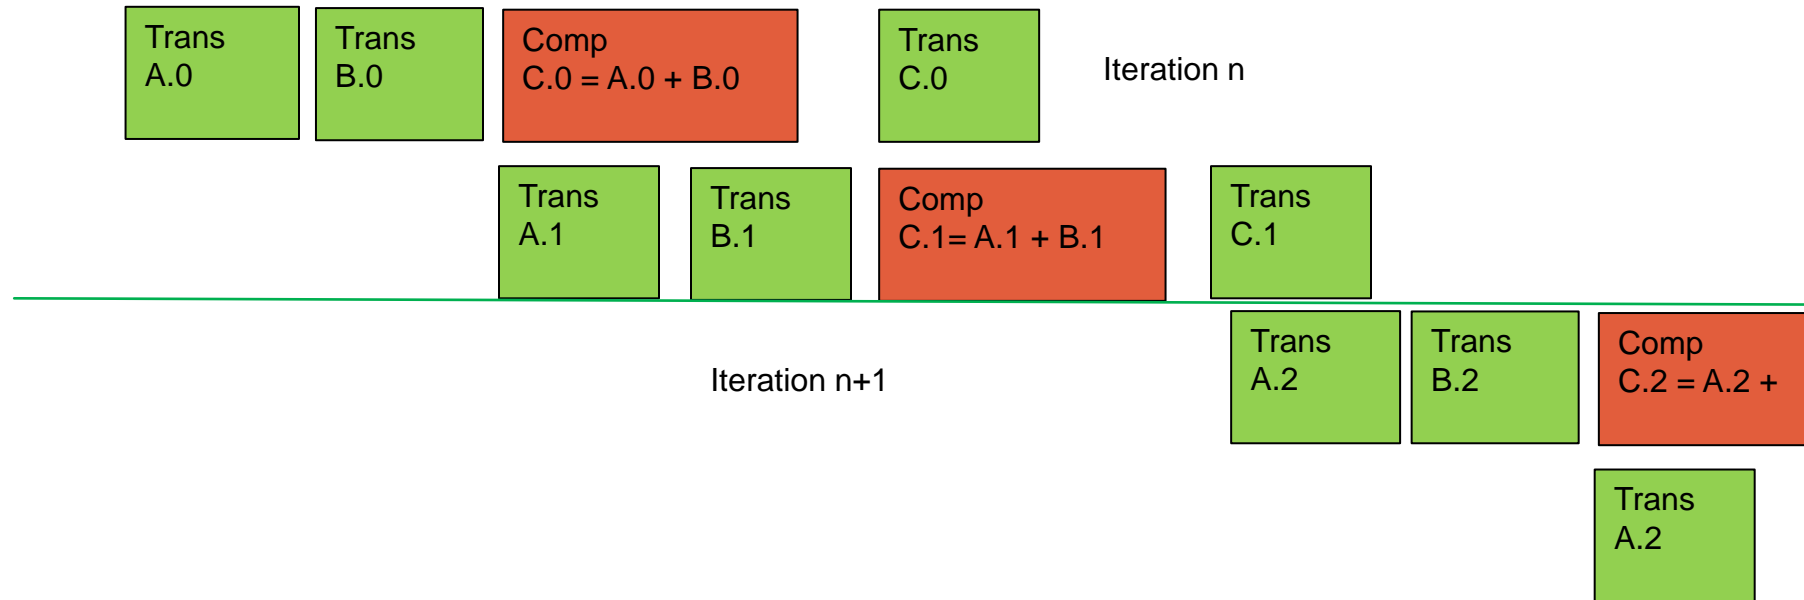 Trans
A.0
Trans
B.0
Comp
C.0 = A.0 + B.0
Trans
C.0
Iteration n
Trans
A.1
Trans
B.1
Comp
C.1= A.1 + B.1
Trans
C.1
Iteration n+1
Trans
A.2
Trans
B.2
Comp
C.2 = A.2 +
Trans
A.2